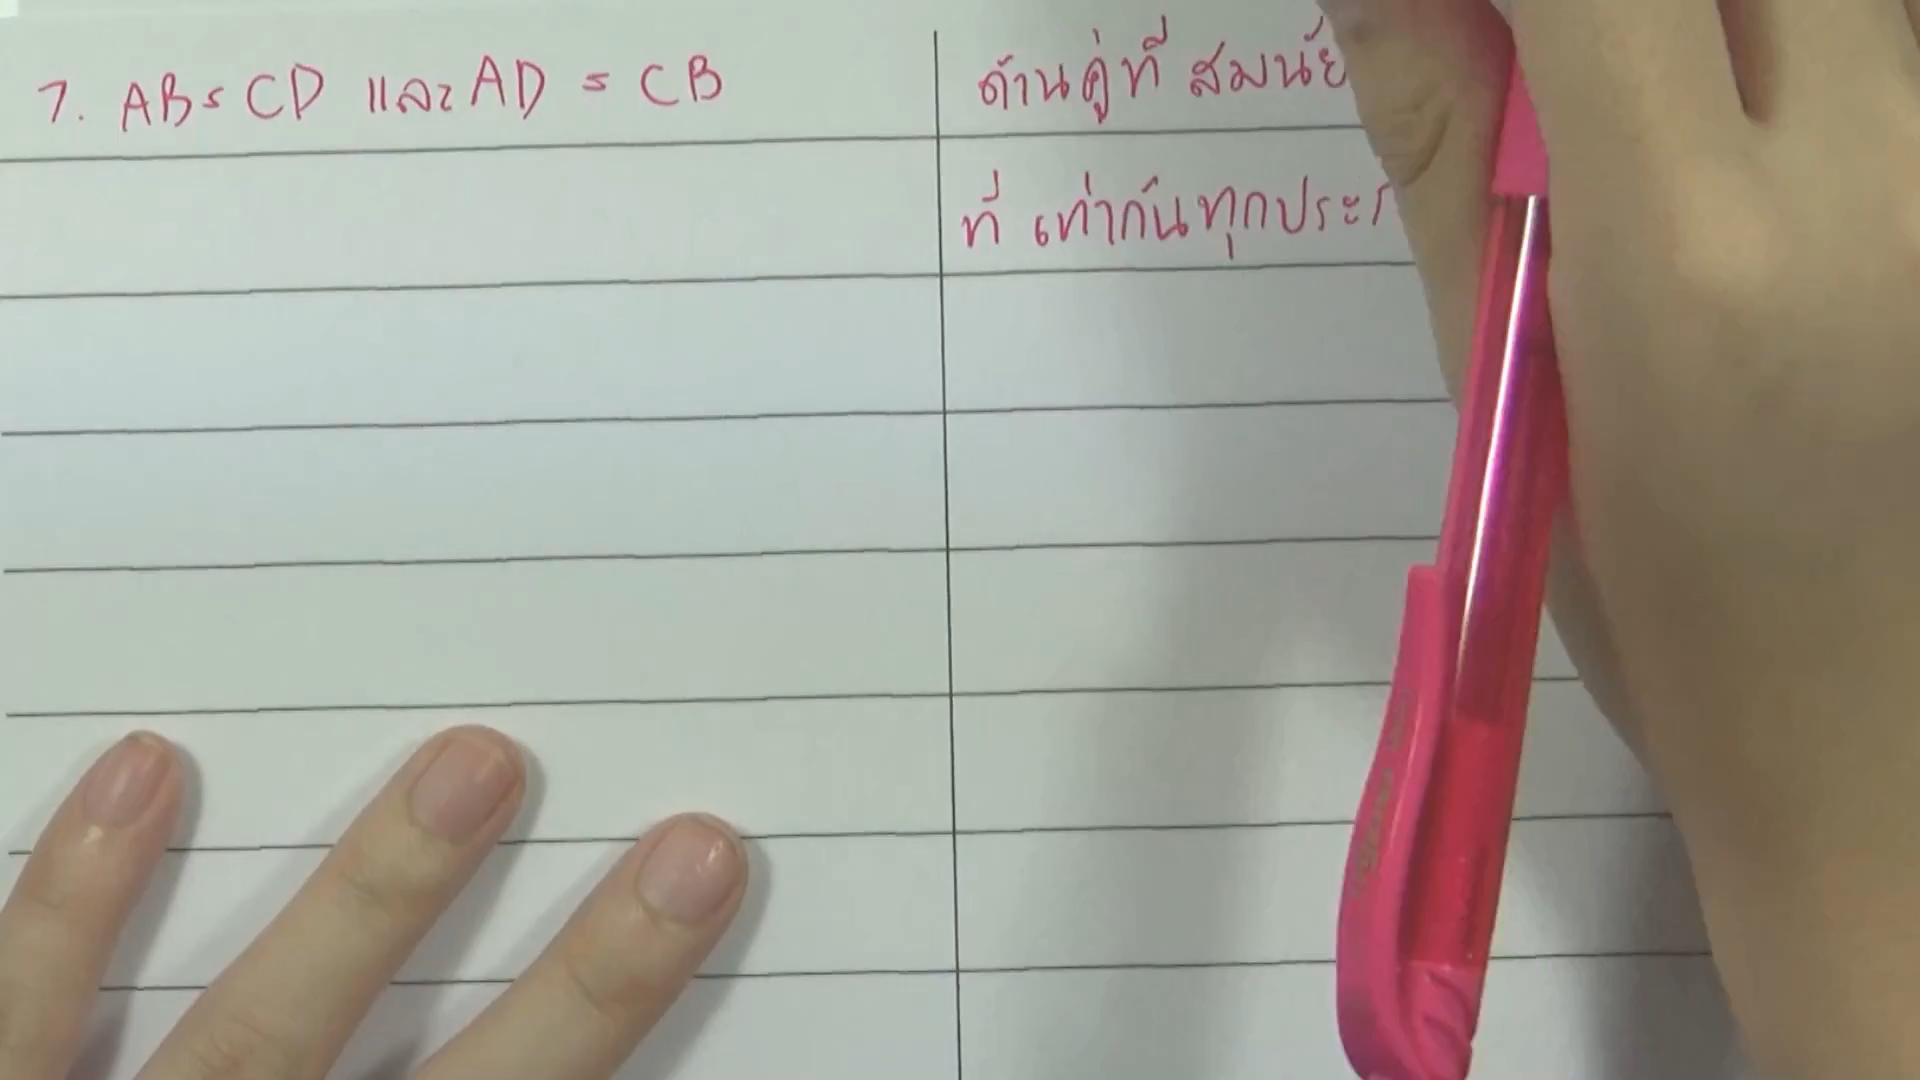 7. AB = CD และ AD = CB
ด้านคู่ที่ สมนัย
ที่ เท่ากันทุกประ